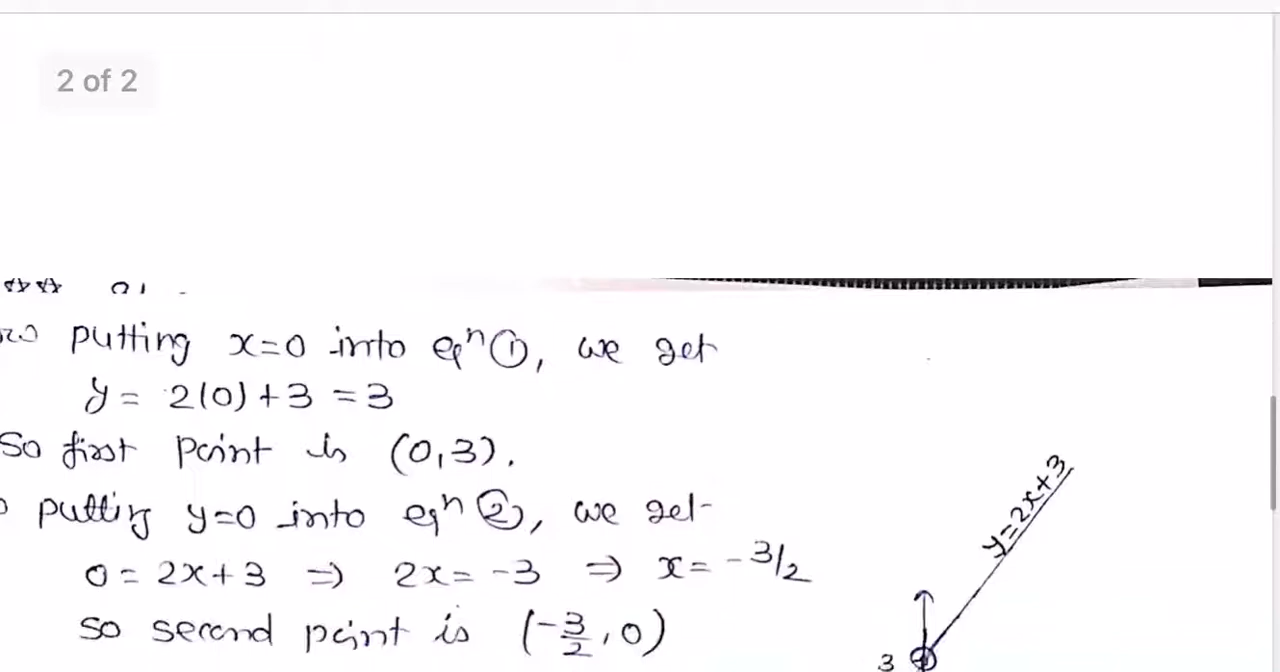 2 of 2
putting x=0 into eqⁿ ①, we get
y = 2(0) + 3 = 3
So first point is (0,3).
putting y=0 into eqⁿ ②, we get
0 = 2x+3 ⇒ 2x = -3 ⇒ x = -3/2
so second point is (-3/2, 0)
y=2x+3
3